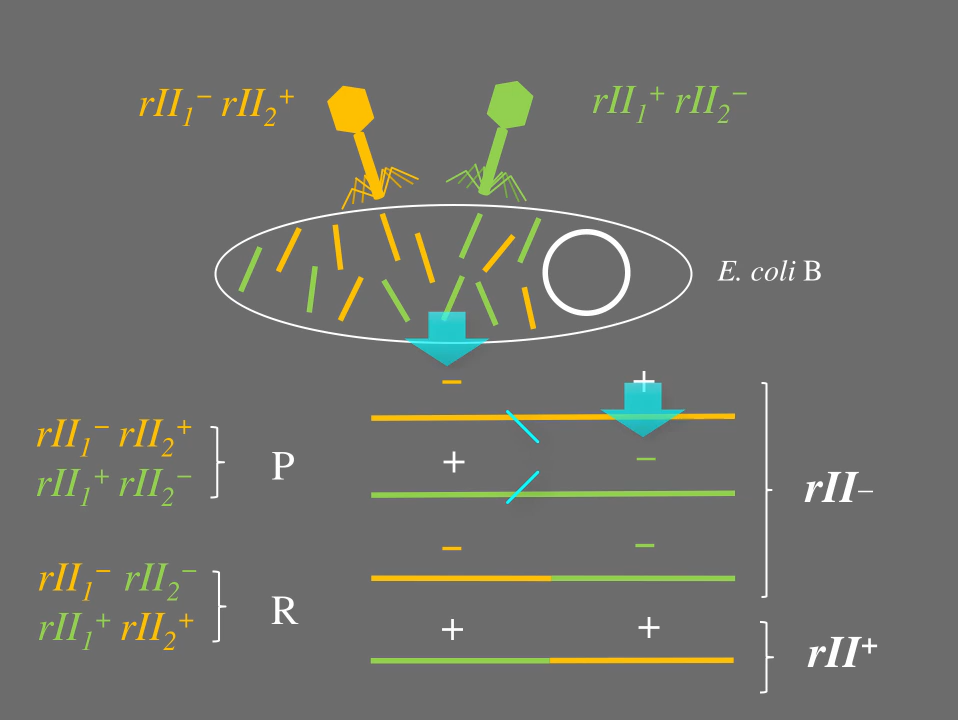 rII₁⁻ rII₂⁺
rII₁⁺ rII₂⁻
E. coli B
− +
rII₁⁻ rII₂⁺
rII₁⁺ rII₂⁻
P
+ −
rII–
− −
rII₁⁻ rII₂⁻
rII₁⁺ rII₂⁺
R
+ +
rII⁺